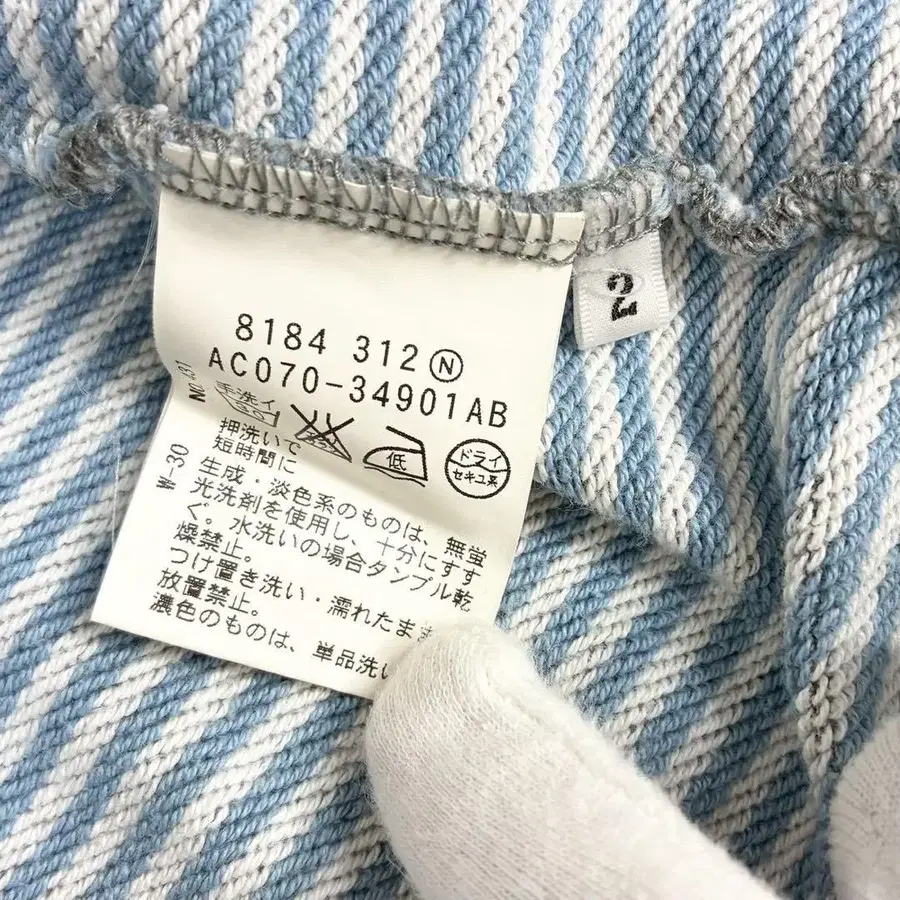 8184 312 Ⓝ
AC070-34901AB
手洗イ
30
低
ドライ
セキユ系
押洗いで
短時間に
生成・淡色系のものは、無蛍
光洗剤を使用し、十分にすす
ぐ。水洗いの場合タンブル乾
燥禁止。
つけ置き洗い・濡れたまま
放置禁止。
濃色のものは、単品洗い
W-30
2